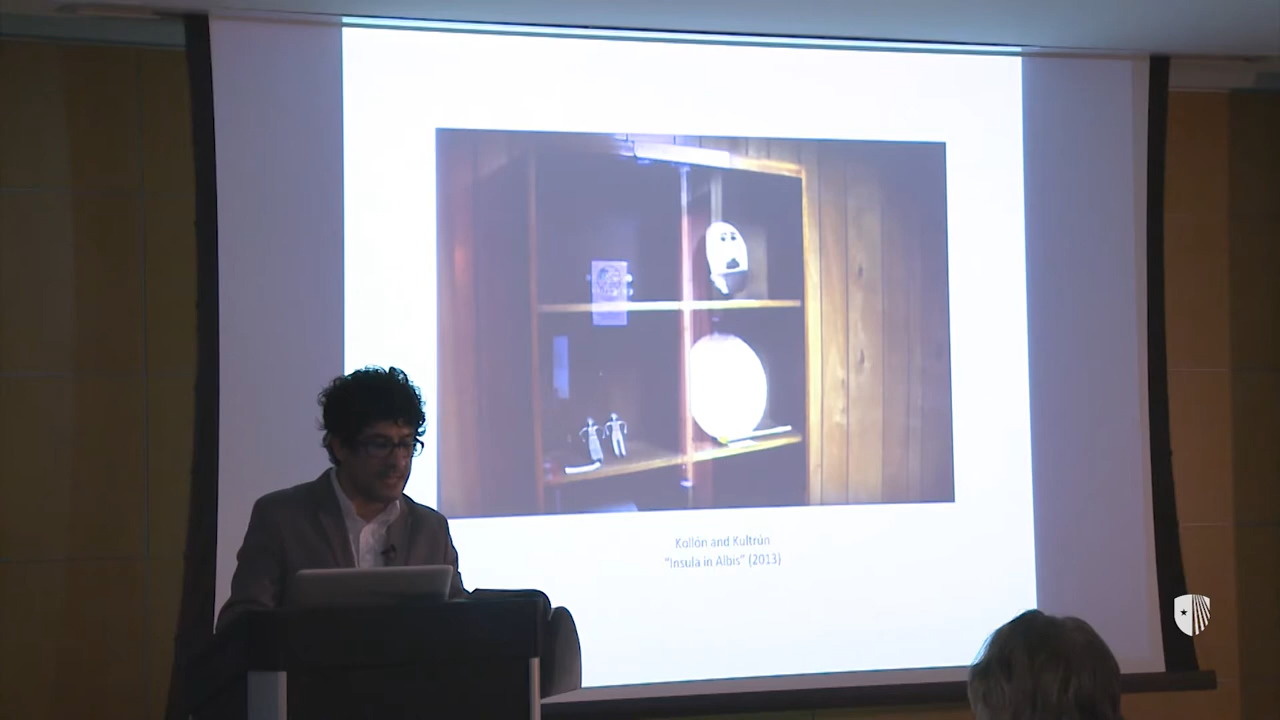 Kollón and Kultrún
"Insula in Albis" (2013)